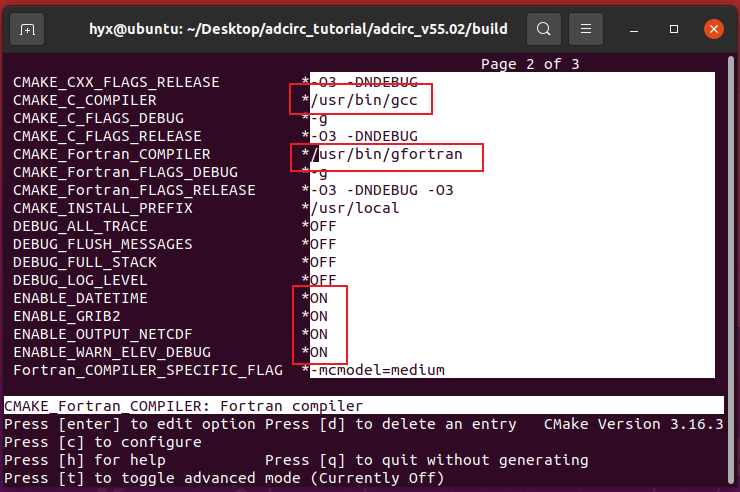 hyx@ubuntu: ~/Desktop/adcirc_tutorial/adcirc_v55.02/build
Page 2 of 3
CMAKE_CXX_FLAGS_RELEASE *-O3 -DNDEBUG
CMAKE_C_COMPILER */usr/bin/gcc
CMAKE_C_FLAGS_DEBUG *-g
CMAKE_C_FLAGS_RELEASE *-O3 -DNDEBUG
CMAKE_Fortran_COMPILER */usr/bin/gfortran
CMAKE_Fortran_FLAGS_DEBUG *-g
CMAKE_Fortran_FLAGS_RELEASE *-O3 -DNDEBUG -O3
CMAKE_INSTALL_PREFIX */usr/local
DEBUG_ALL_TRACE *OFF
DEBUG_FLUSH_MESSAGES *OFF
DEBUG_FULL_STACK *OFF
DEBUG_LOG_LEVEL *OFF
ENABLE_DATETIME *ON
ENABLE_GRIB2 *ON
ENABLE_OUTPUT_NETCDF *ON
ENABLE_WARN_ELEV_DEBUG *ON
Fortran_COMPILER_SPECIFIC_FLAG *-mcmodel=medium
CMAKE_Fortran_COMPILER: Fortran compiler
Press [enter] to edit option Press [d] to delete an entry CMake Version 3.16.3
Press [c] to configure
Press [h] for help Press [q] to quit without generating
Press [t] to toggle advanced mode (Currently Off)